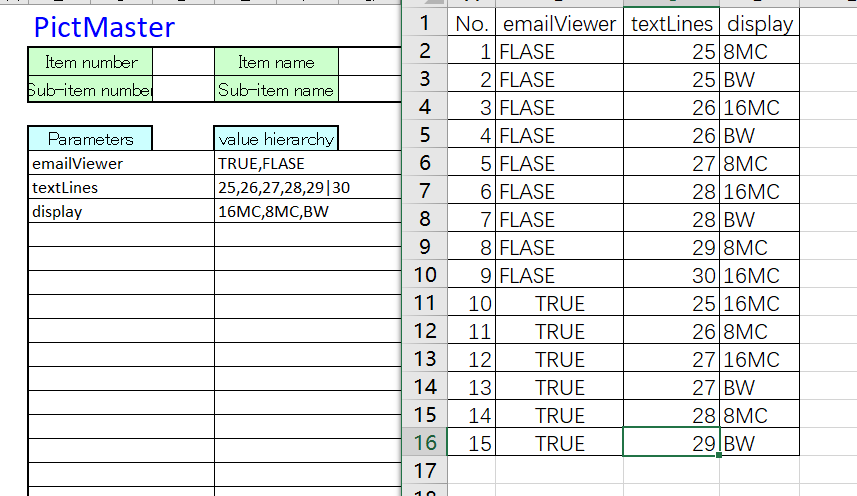 PictMaster
Item number Item name
Sub-item number Sub-item name
Parameters value hierarchy
emailViewer TRUE,FLASE
textLines 25,26,27,28,29|30
display 16MC,8MC,BW
1 No. emailViewer textLines display
2 1 FLASE 25 8MC
3 2 FLASE 25 BW
4 3 FLASE 26 16MC
5 4 FLASE 26 BW
6 5 FLASE 27 8MC
7 6 FLASE 28 16MC
8 7 FLASE 28 BW
9 8 FLASE 29 8MC
10 9 FLASE 30 16MC
11 10 TRUE 25 16MC
12 11 TRUE 26 8MC
13 12 TRUE 27 16MC
14 13 TRUE 27 BW
15 14 TRUE 28 8MC
16 15 TRUE 29 BW
17